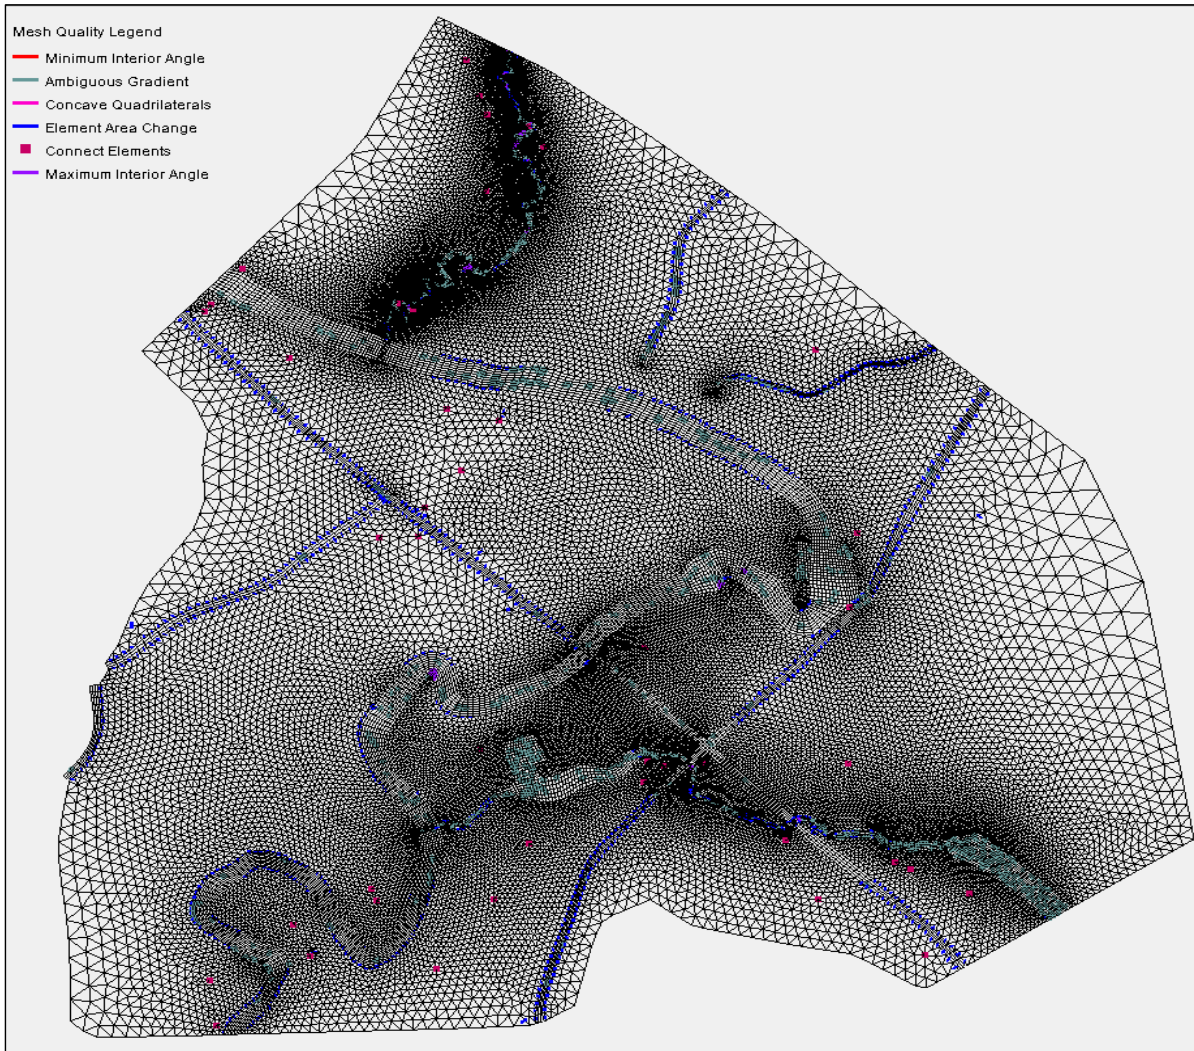 Mesh Quality Legend
Minimum Interior Angle
Ambiguous Gradient
Concave Quadrilaterals
Element Area Change
Connect Elements
Maximum Interior Angle